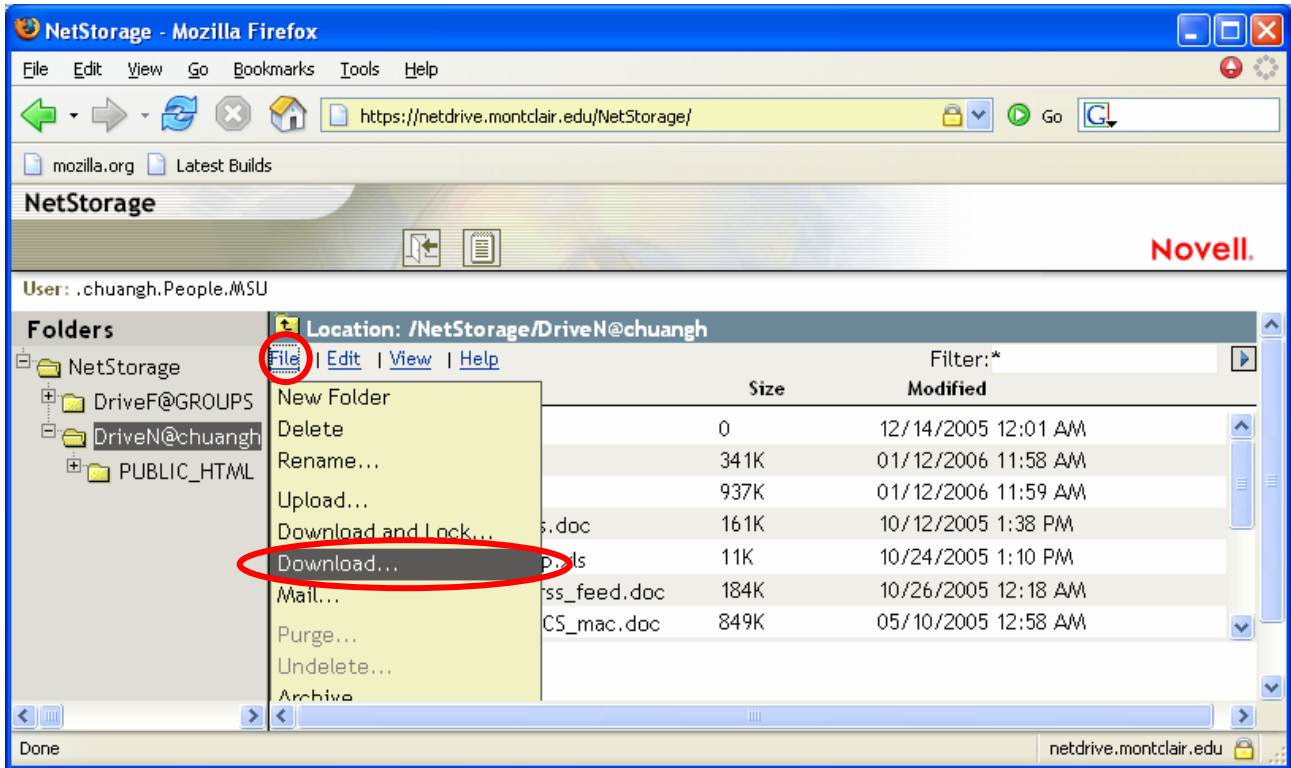 NetStorage - Mozilla Firefox
File Edit View Go Bookmarks Tools Help
https://netdrive.montclair.edu/NetStorage/ Go G
mozilla.org Latest Builds
NetStorage
Novell.
User: .chuangh.People.MSU
Folders
NetStorage
DriveF@GROUPS
DriveN@chuangh
PUBLIC_HTML
Location: /NetStorage/DriveN@chuangh
File | Edit | View | Help Filter:*
Size Modified
New Folder
Delete
Rename...
Upload...
Download and Lock...
Download...
Mail...
Purge...
Undelete...
Archive
0 12/14/2005 12:01 AM
341K 01/12/2006 11:58 AM
937K 01/12/2006 11:59 AM
s.doc 161K 10/12/2005 1:38 PM
p.xls 11K 10/24/2005 1:10 PM
rss_feed.doc 184K 10/26/2005 12:18 AM
CS_mac.doc 849K 05/10/2005 12:58 AM
Done netdrive.montclair.edu